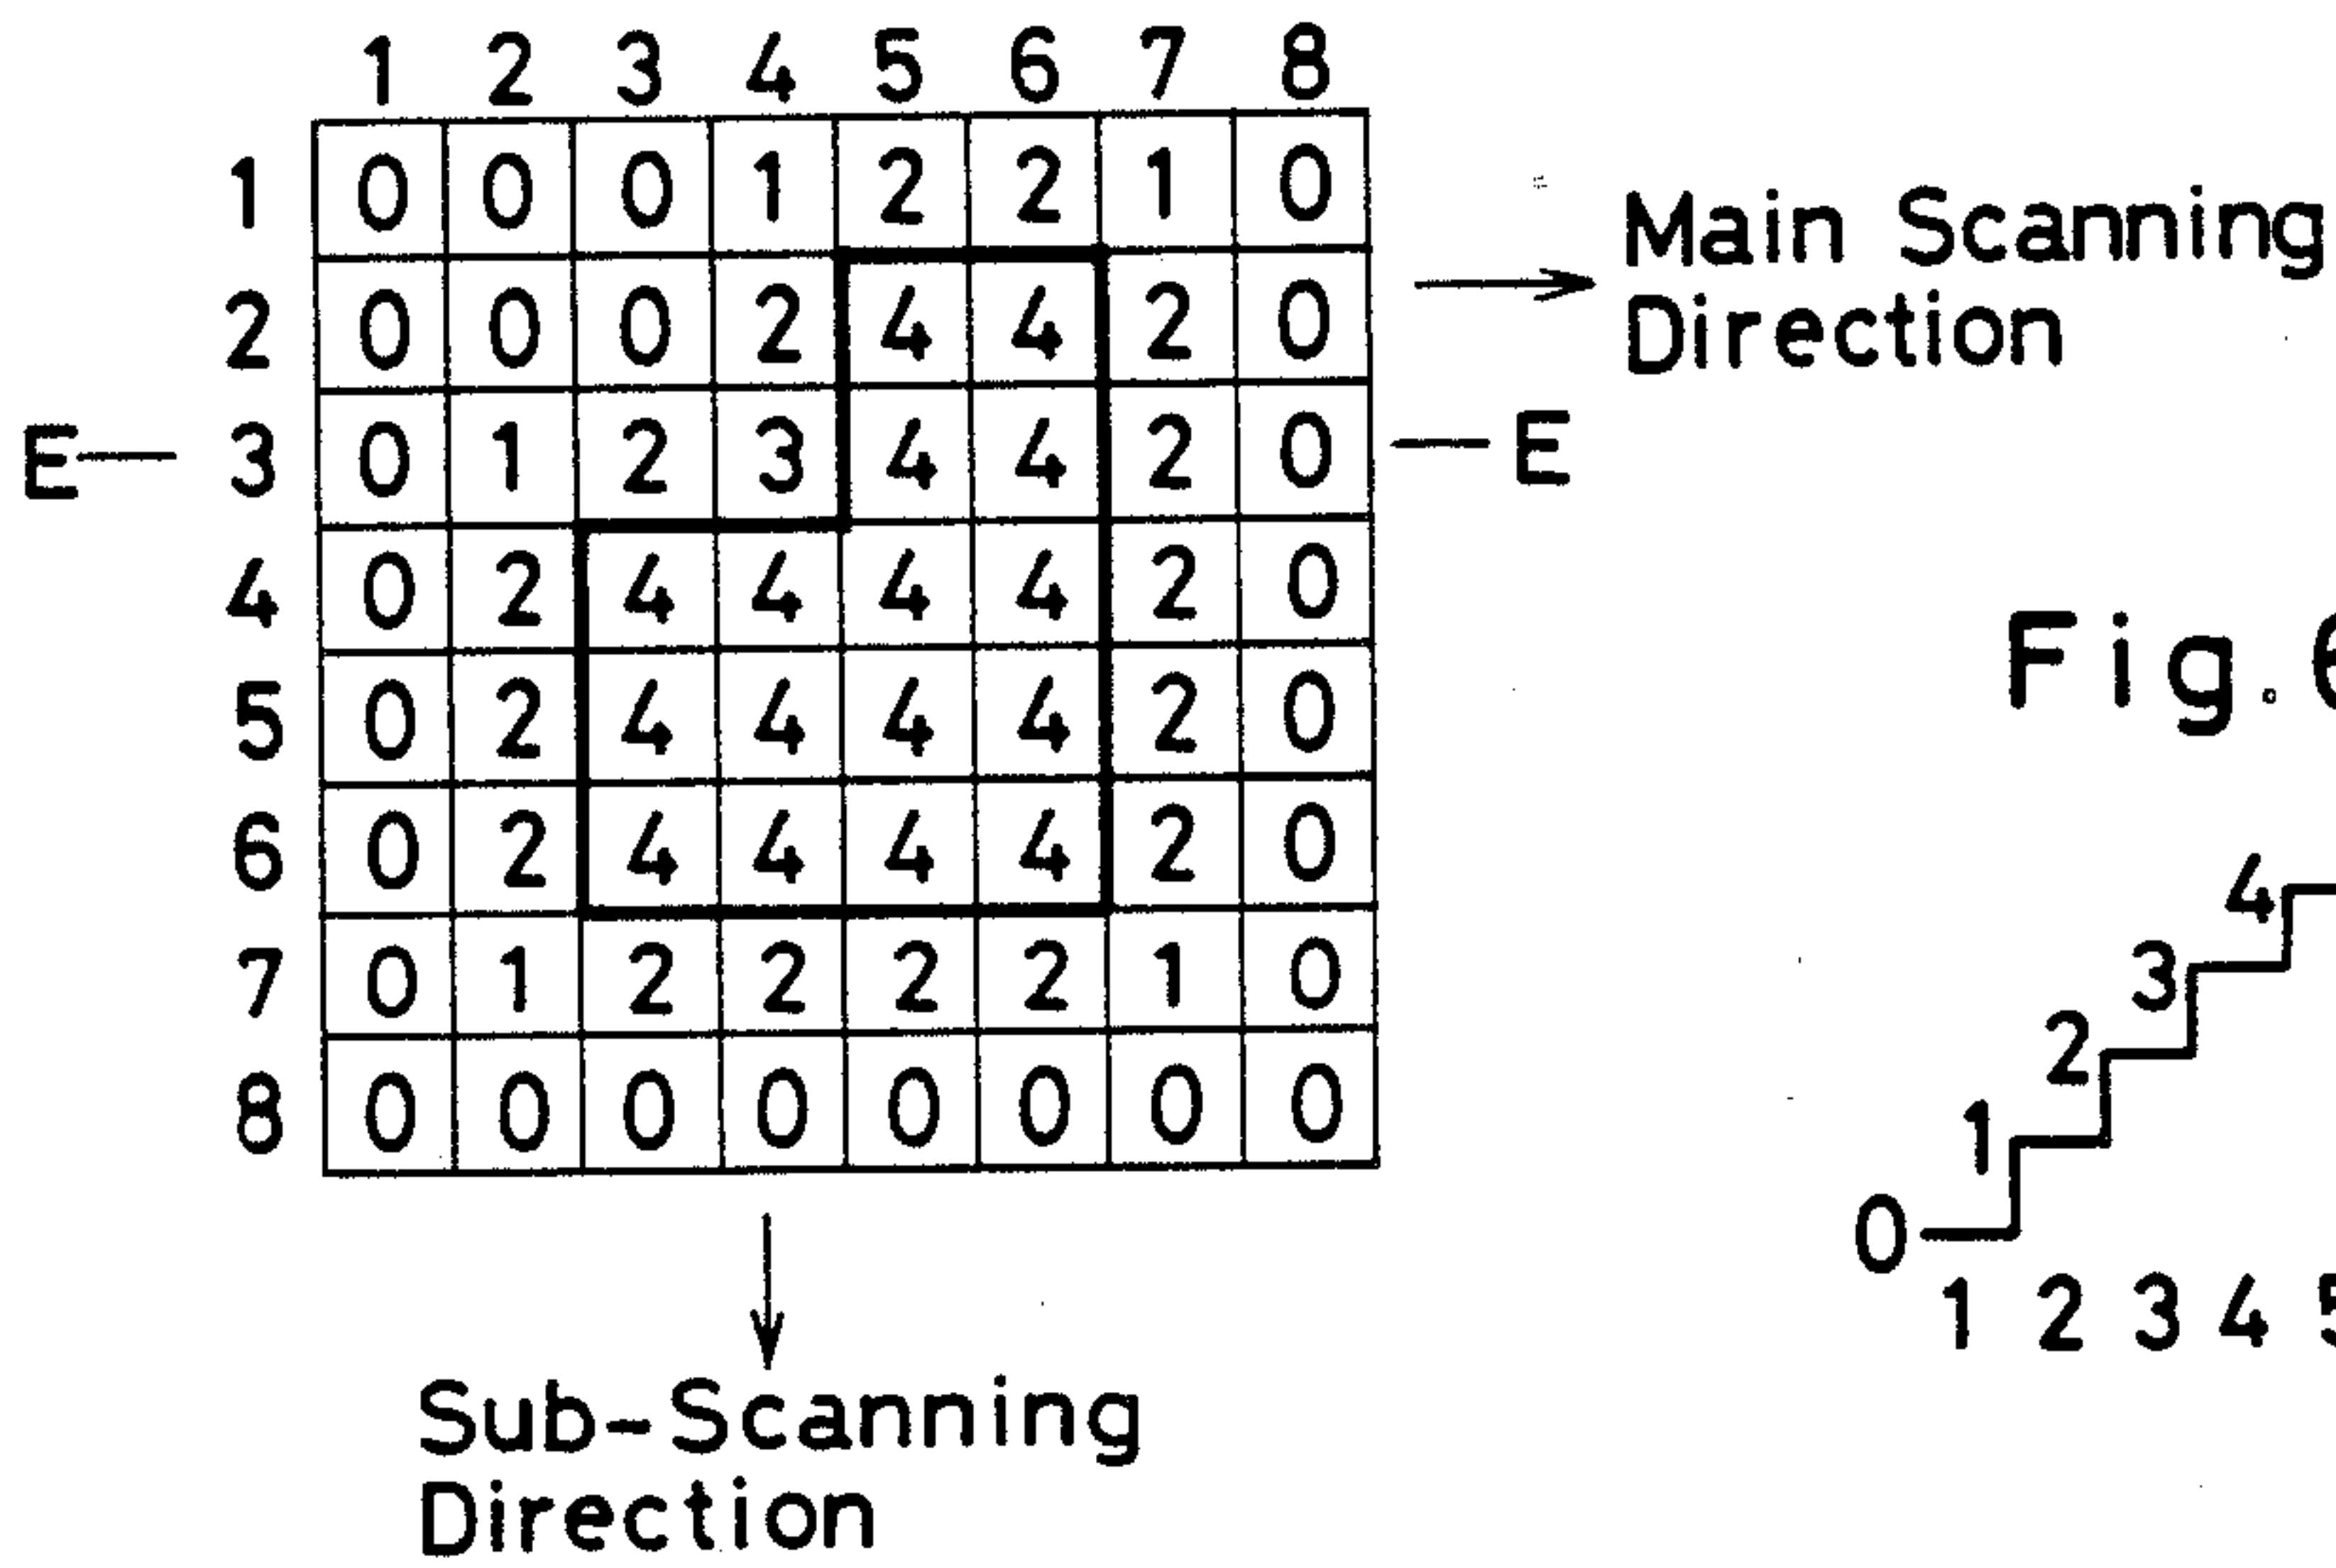 1 2 3 4 5 6 7 8
1 0 0 0 1 2 2 1 0
2 0 0 0 2 4 4 2 0
E 3 0 1 2 3 4 4 2 0 E
4 0 2 4 4 4 4 2 0
5 0 2 4 4 4 4 2 0
6 0 2 4 4 4 4 2 0
7 0 1 2 2 2 2 1 0
8 0 0 0 0 0 0 0 0
Main Scanning
Direction
Sub-Scanning
Direction
Fig.6
4
3
2
1
0
1 2 3 4 5